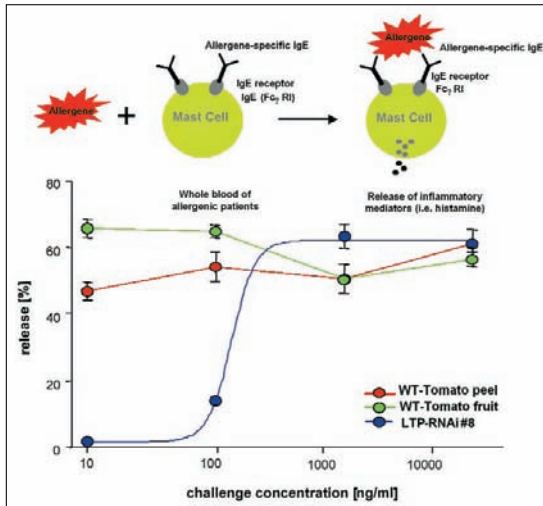 Allergene
Allergene-specific IgE
Allergene-specific IgE
IgE receptor
IgE (Fc? RI)
IgE receptor
Fc? RI
Allergene
+
Mast Cell
Mast Cell
Whole blood of
allergenic patients
Release of inflammatory
mediators (i.e. histamine)
80
60
40
20
0
release [%]
WT-Tomato peel
WT-Tomato fruit
LTP-RNAi#8
10
100
1000
10000
challenge concentration [ng/ml]